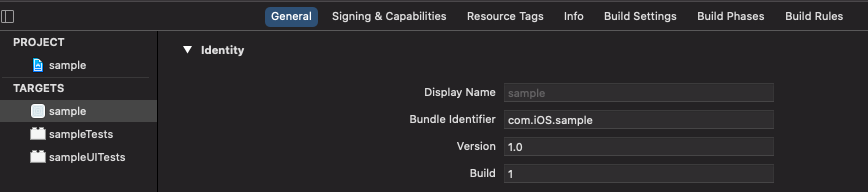 General Signing & Capabilities Resource Tags Info Build Settings Build Phases Build Rules
PROJECT
sample
TARGETS
sample
sampleTests
sampleUITests
Identity
Display Name sample
Bundle Identifier com.iOS.sample
Version 1.0
Build 1